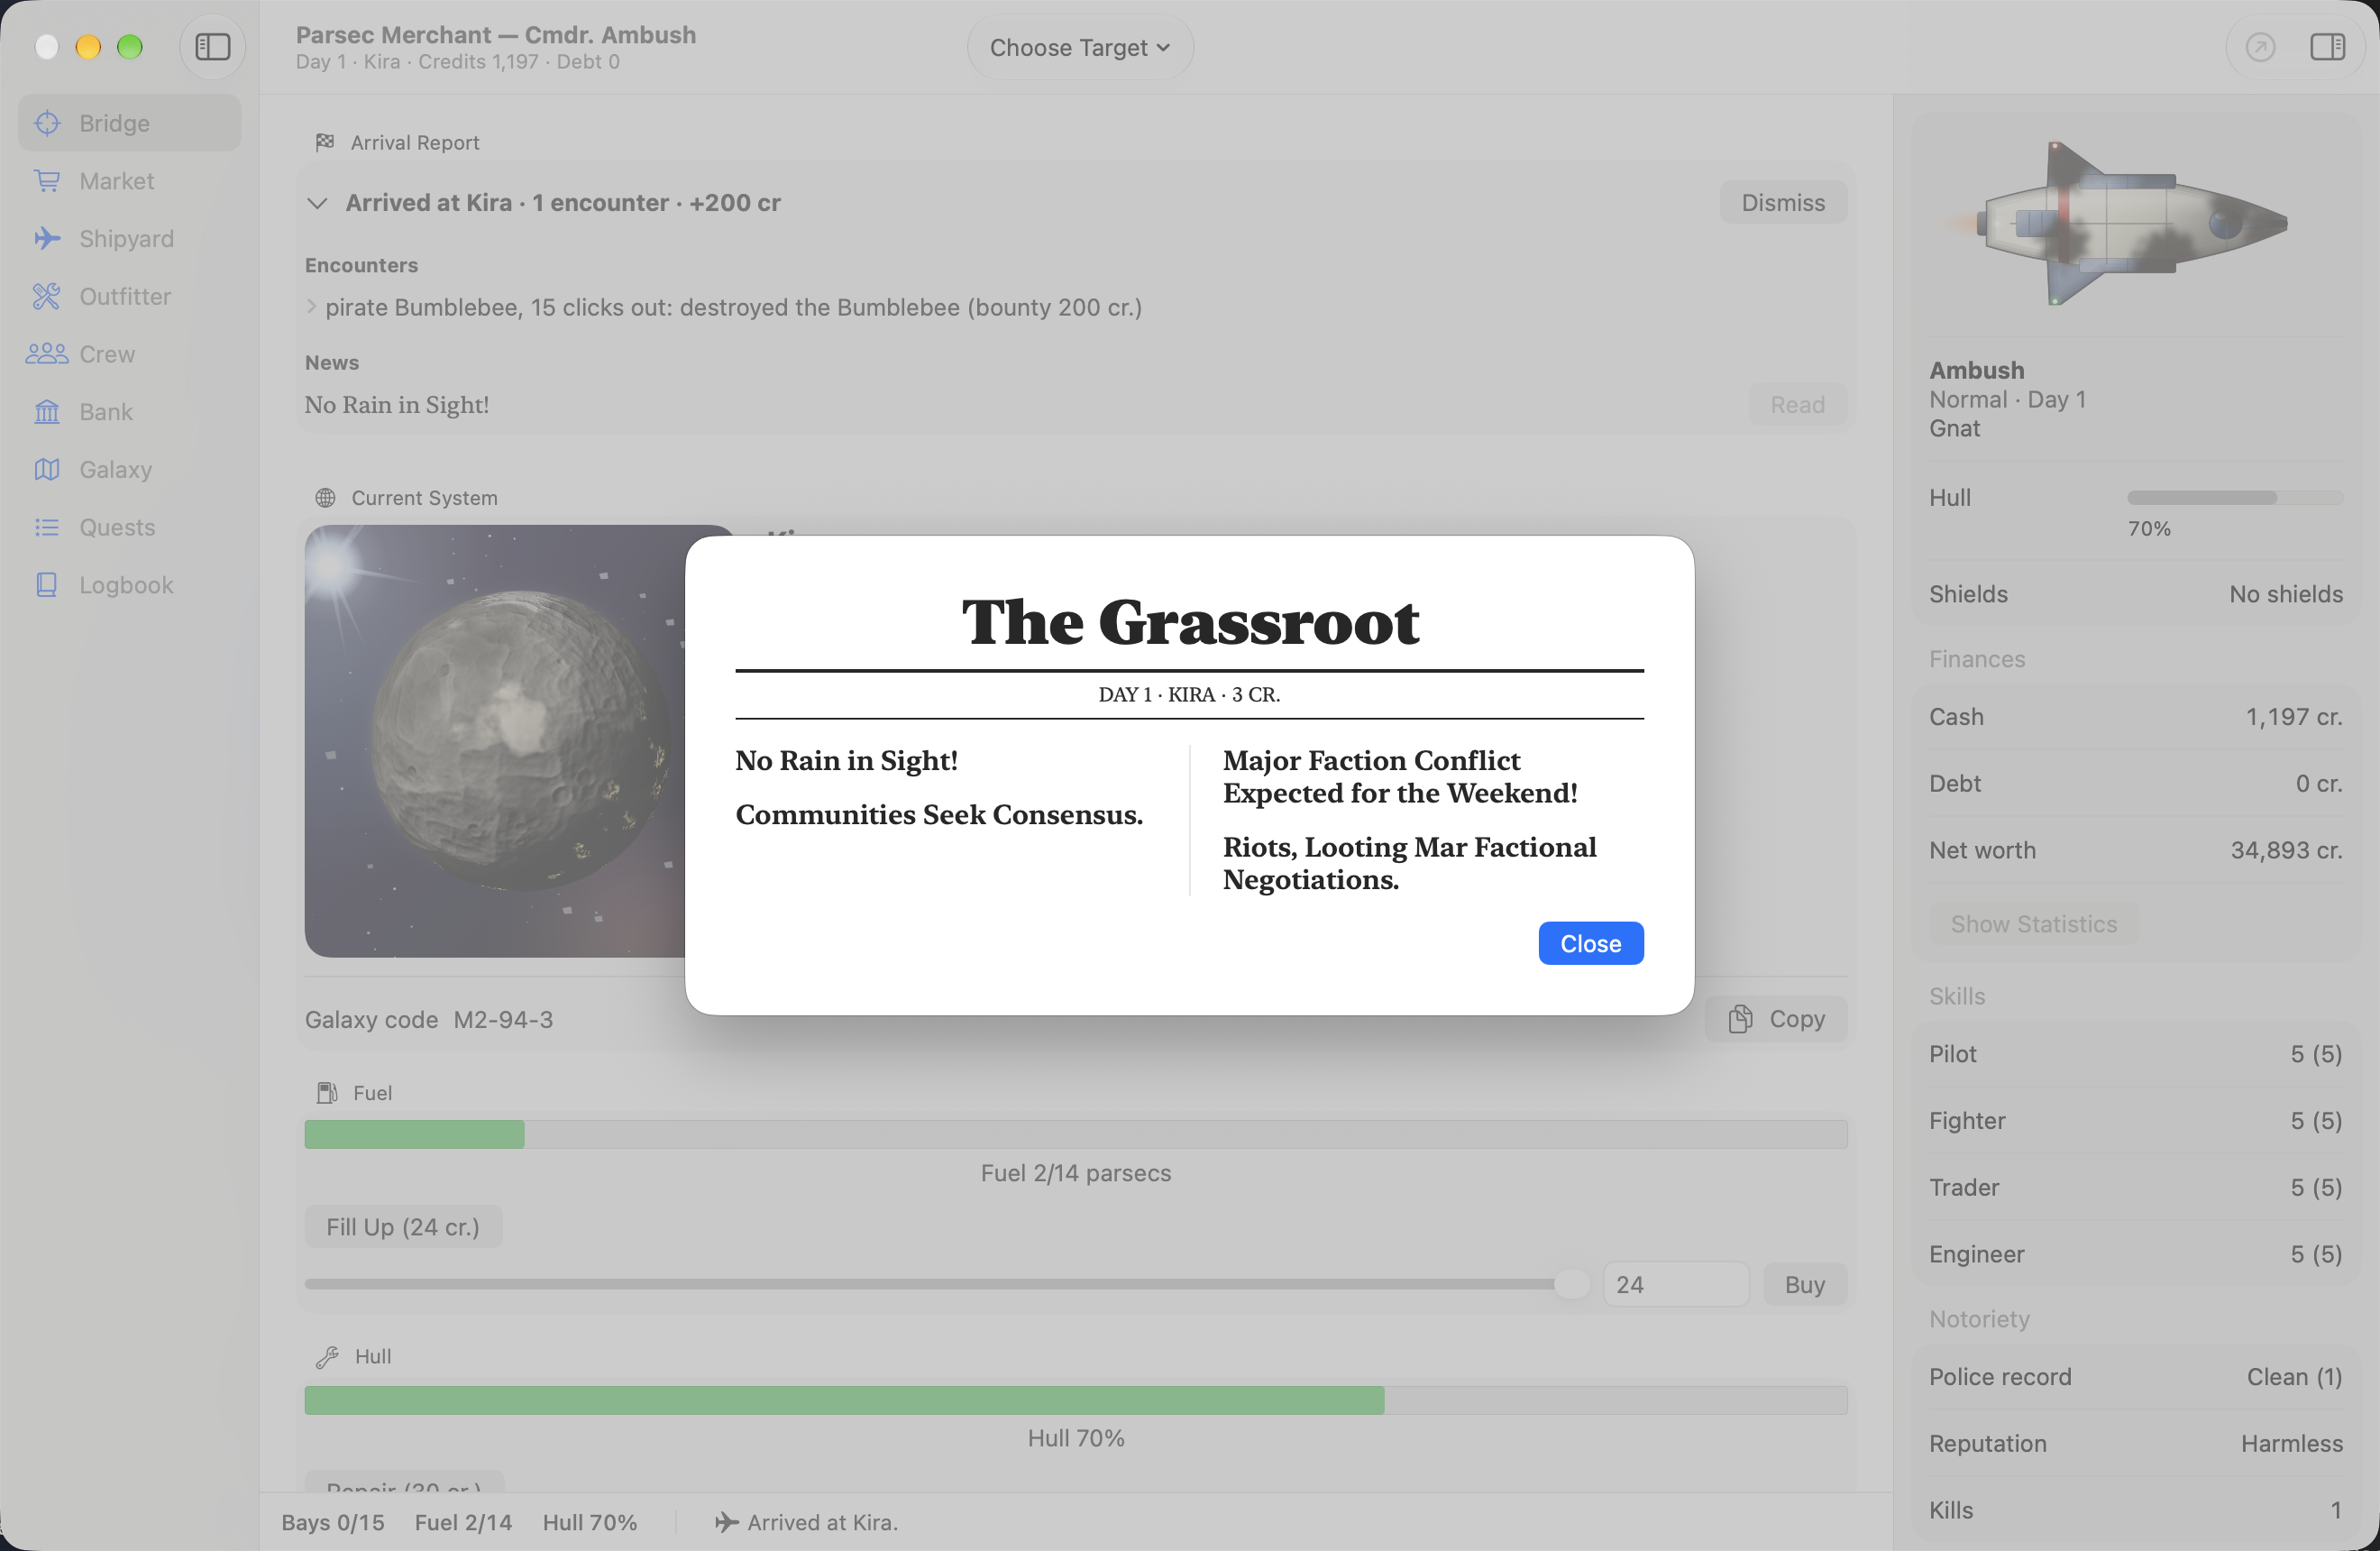 Parsec Merchant — Cmdr. Ambush
Day 1 · Kira · Credits 1,197 · Debt 0
Choose Target
Bridge
Market
Shipyard
Outfitter
Crew
Bank
Galaxy
Quests
Logbook
Arrival Report
Arrived at Kira · 1 encounter · +200 cr
Dismiss
Encounters
pirate Bumblebee, 15 clicks out: destroyed the Bumblebee (bounty 200 cr.)
News
No Rain in Sight!
Read
Current System
The Grassroot
DAY 1 · KIRA · 3 CR.
No Rain in Sight!
Communities Seek Consensus.
Major Faction Conflict
Expected for the Weekend!
Riots, Looting Mar Factional
Negotiations.
Close
Galaxy code M2-94-3
Copy
Fuel
Fuel 2/14 parsecs
Fill Up (24 cr.)
24
Buy
Hull
Hull 70%
Repair (30 cr.)
Bays 0/15 Fuel 2/14 Hull 70% Arrived at Kira.
Ambush
Normal · Day 1
Gnat
Hull
70%
Shields No shields
Finances
Cash 1,197 cr.
Debt 0 cr.
Net worth 34,893 cr.
Show Statistics
Skills
Pilot 5 (5)
Fighter 5 (5)
Trader 5 (5)
Engineer 5 (5)
Notoriety
Police record Clean (1)
Reputation Harmless
Kills 1